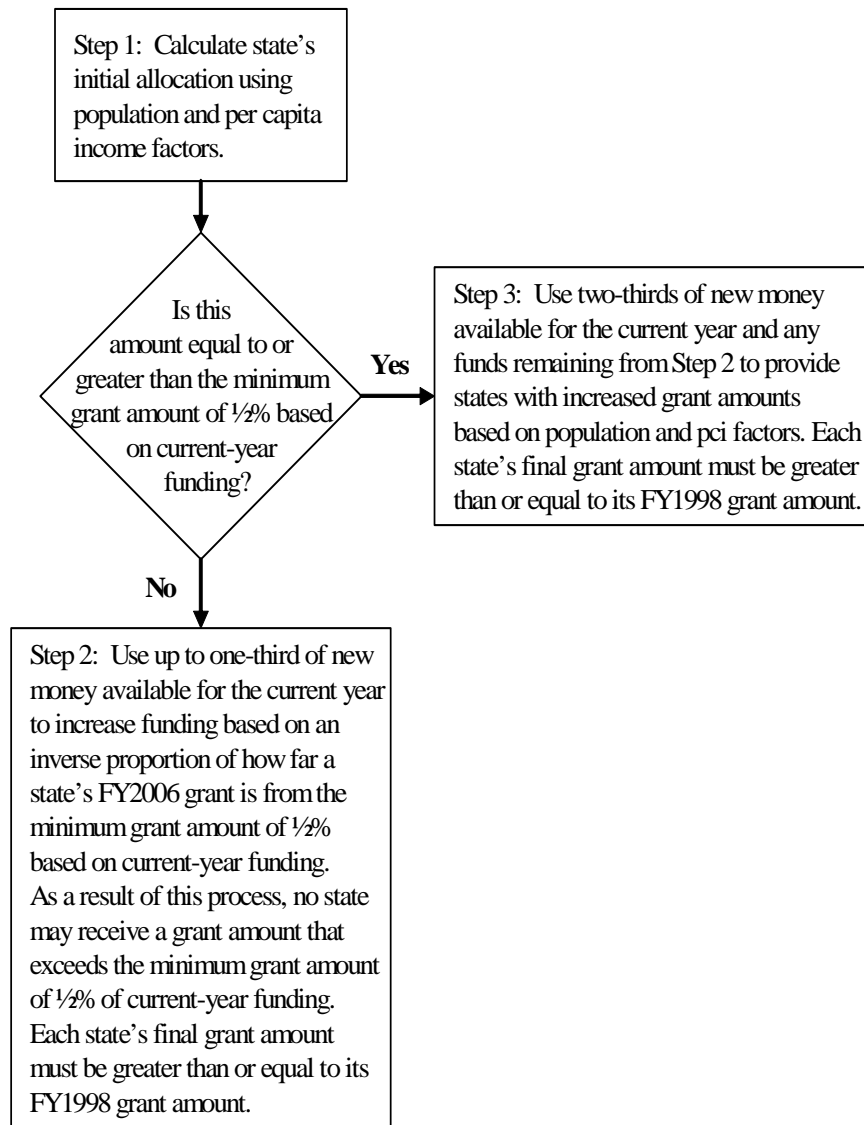 Step 1: Calculate state's
initial allocation using
population and per capita
income factors.
Is this
amount equal to or
greater than the minimum
grant amount of ½% based
on current-year
funding?
Yes
Step 3: Use two-thirds of new money
available for the current year and any
funds remaining from Step 2 to provide
states with increased grant amounts
based on population and pci factors. Each
state's final grant amount must be greater
than or equal to its FY1998 grant amount.
No
Step 2: Use up to one-third of new
money available for the current year
to increase funding based on an
inverse proportion of how far a
state's FY2006 grant is from the
minimum grant amount of ½%
based on current-year funding.
As a result of this process, no state
may receive a grant amount that
exceeds the minimum grant amount
of ½% of current-year funding.
Each state's final grant amount
must be greater than or equal to its
FY1998 grant amount.